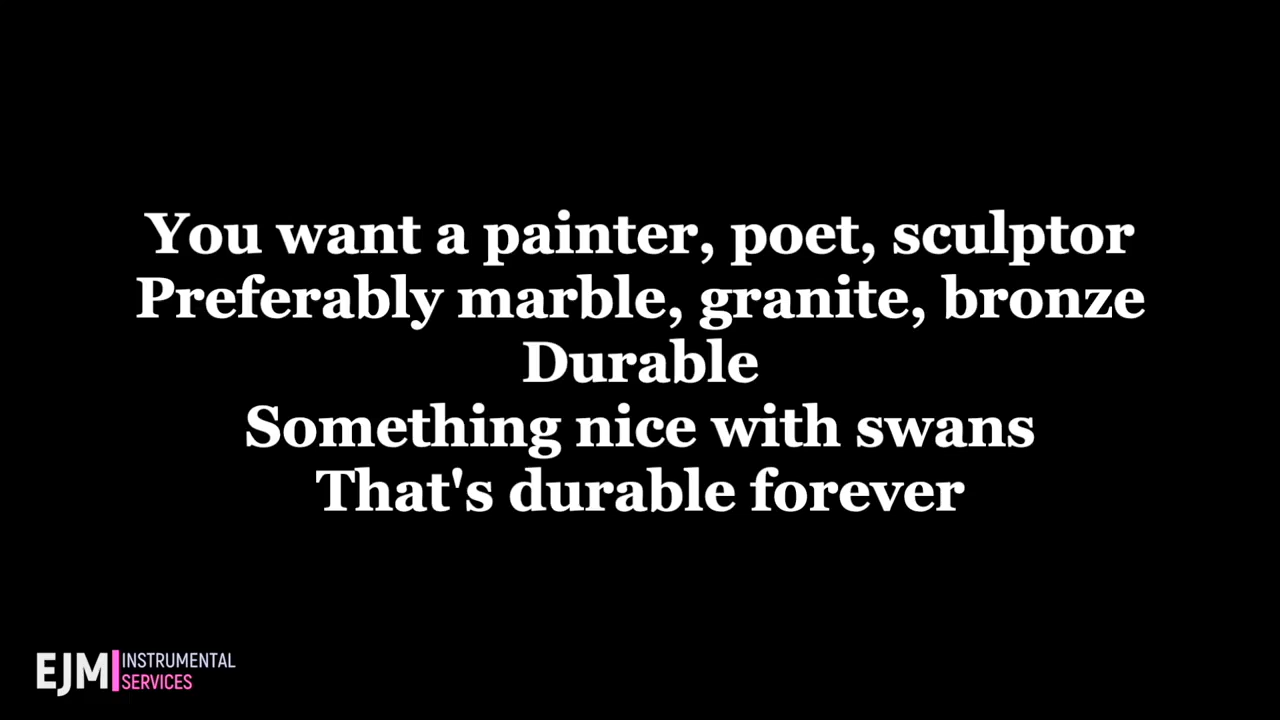 You want a painter, poet, sculptor
Preferably marble, granite, bronze
Durable
Something nice with swans
That's durable forever
EJM INSTRUMENTAL
SERVICES